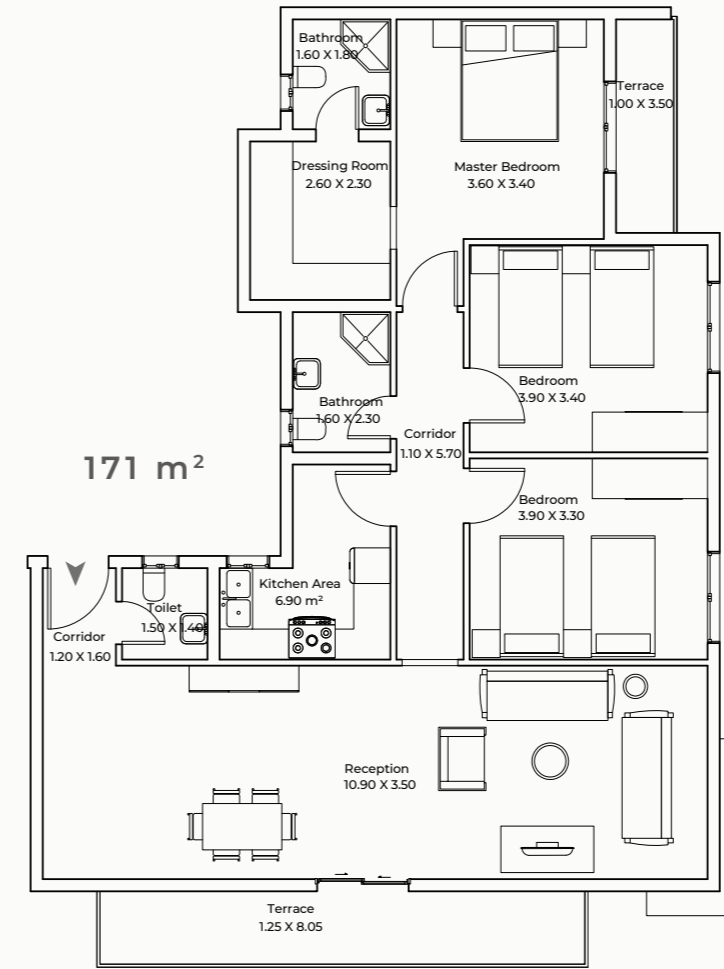 Bathroom
1.60 X 1.80
Terrace
1.00 X 3.50
Dressing Room
2.60 X 2.30
Master Bedroom
3.60 X 3.40
Bedroom
3.90 X 3.40
Bathroom
1.60 X 2.30
Corridor
1.10 X 5.70
171 m²
Bedroom
3.90 X 3.30
Kitchen Area
6.90 m²
Toilet
1.50 X 1.40
Corridor
1.20 X 1.60
Reception
10.90 X 3.50
Terrace
1.25 X 8.05